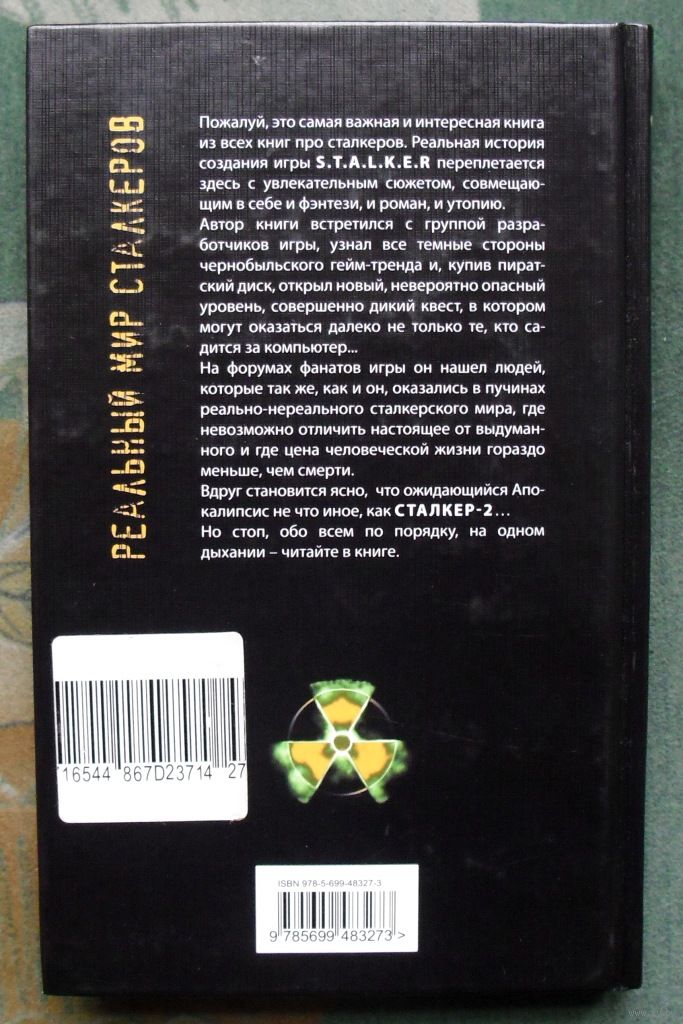 РЕАЛЬНЫЙ МИР СТАЛКЕРОВ
Пожалуй, это самая важная и интересная книга
из всех книг про сталкеров. Реальная история
создания игры S.T.A.L.K.E.R переплетается
здесь с увлекательным сюжетом, совмещаю-
щим в себе и фэнтези, и роман, и утопию.
Автор книги встретился с группой разра-
ботчиков игры, узнал все темные стороны
чернобыльского гейм-тренда и, купив пират-
ский диск, открыл новый, невероятно опасный
уровень, совершенно дикий квест, в котором
могут оказаться далеко не только те, кто са-
дится за компьютер...
На форумах фанатов игры он нашел людей,
которые так же, как и он, оказались в пучинах
реально-нереального сталкерского мира, где
невозможно отличить настоящее от выдуман-
ного и где цена человеческой жизни гораздо
меньше, чем смерти.
Вдруг становится ясно, что ожидающийся Апо-
калипсис не что иное, как СТАЛКЕР-2...
Но стоп, обо всем по порядку, на одном
дыхании – читайте в книге.
16544 867D23714 27
ISBN 978-5-699-48327-3
9 785699 483273 >